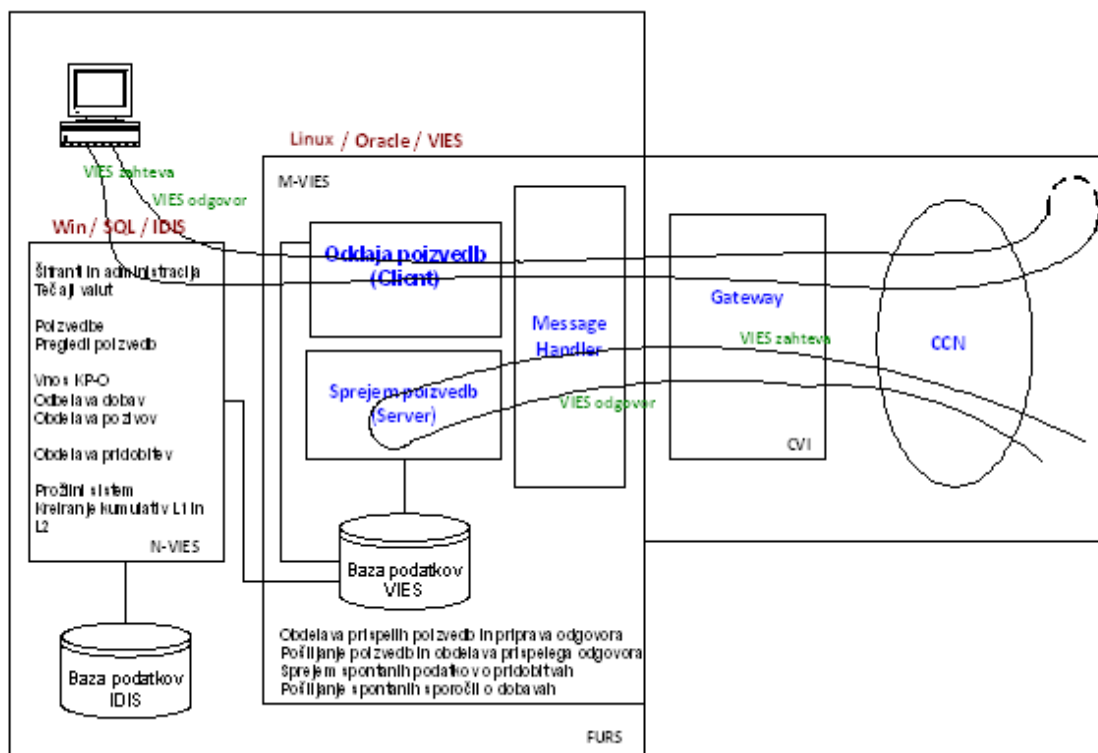 Linux / Oracle / VIES
VIES zahteva
VIES odgovor
M-VIES
Win / SQL / IDIS
Šifranti in administracija
Tečaji valut
Poizvedbe
Pregledi poizvedb
Vnos KP-O
Odbelava dobav
Obdelava pozivov
Obdelava pridobitev
Prožilni sistem
Kreiranje kumulativ L1 in
L2
N-VIES
Baza podatkov
IDIS
Oddaja poizvedb
(Client)
Sprejem poizvedb
(Server)
Message
Handler
Gateway
VIES zahteva
VIES odgovor
CVI
CCN
Baza podatkov
VIES
Obdelava prispelih poizvedb in priprava odgovora
Pošiljanje poizvedb in obdelava prispelega odgovora
Sprejem spontanih podatkov o pridobitvah
Pošiljanje spontanih sporočil o dobavah
FURS